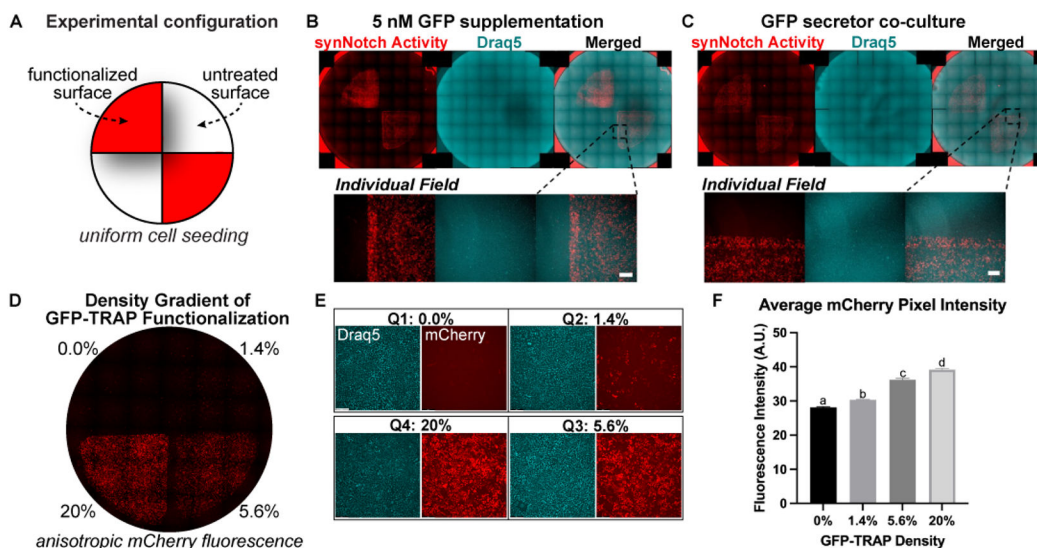 A
Experimental configuration
functionalized
surface
untreated
surface
uniform cell seeding
B
5 nM GFP supplementation
synNotch Activity
Draq5
Merged
Individual Field
C
GFP secretor co-culture
synNotch Activity
Draq5
Merged
Individual Field
D
Density Gradient of
GFP-TRAP Functionalization
0.0%
1.4%
20%
5.6%
anisotropic mCherry fluorescence
E
Q1: 0.0%
Q2: 1.4%
Draq5
mCherry
Q4: 20%
Q3: 5.6%
F
Average mCherry Pixel Intensity
Fluorescence Intensity (A.U.)
50
40
30
20
10
0
a
b
c
d
0%
1.4%
5.6%
20%
GFP-TRAP Density